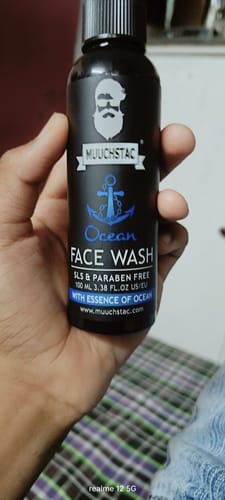 MUUCHSTAC
Ocean
FACE WASH
SLS & PARABEN FREE
100 ML 3.38 FL.OZ US/EU
WITH ESSENCE OF OCEAN
www.muuchstac.com
realme 12 5G